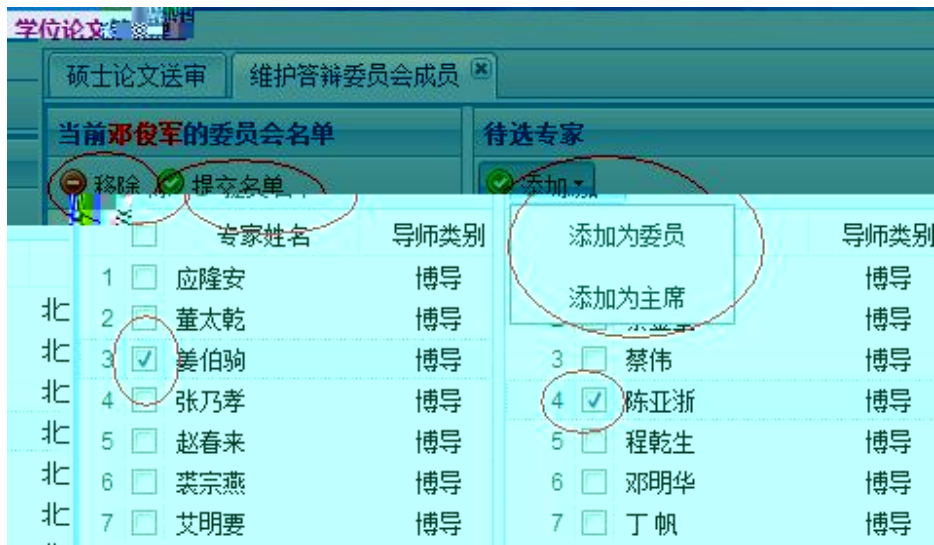 学位论文
硕士论文送审 维护答辩委员会成员
当前邓俊军的委员会名单 待选专家
移除 提交名单 添加
专家姓名 导师类别 添加为委员 导师类别
1 应隆安 博导 博导
添加为主席
北 2 董太乾 博导 博导
北 3 姜伯驹 博导 3 蔡伟 博导
北 4 张乃孝 博导 4 陈亚浙 博导
北 5 赵春来 博导 5 程乾生 博导
北 6 裘宗燕 博导 6 邓明华 博导
北 7 艾明要 博导 7 丁帆 博导